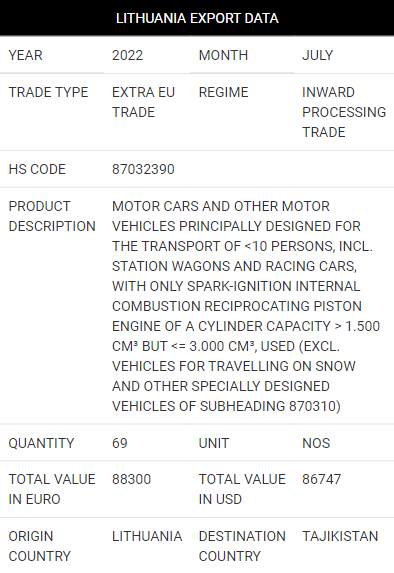 LITHUANIA EXPORT DATA
YEAR 2022 MONTH JULY
TRADE TYPE EXTRA EU REGIME INWARD
TRADE PROCESSING
TRADE
HS CODE 87032390
PRODUCT MOTOR CARS AND OTHER MOTOR
DESCRIPTION VEHICLES PRINCIPALLY DESIGNED FOR
THE TRANSPORT OF <10 PERSONS, INCL.
STATION WAGONS AND RACING CARS,
WITH ONLY SPARK-IGNITION INTERNAL
COMBUSTION RECIPROCATING PISTON
ENGINE OF A CYLINDER CAPACITY > 1.500
CM³ BUT <= 3.000 CM³, USED (EXCL.
VEHICLES FOR TRAVELLING ON SNOW
AND OTHER SPECIALLY DESIGNED
VEHICLES OF SUBHEADING 870310)
QUANTITY 69 UNIT NOS
TOTAL VALUE 88300 TOTAL VALUE 86747
IN EURO IN USD
ORIGIN LITHUANIA DESTINATION TAJIKISTAN
COUNTRY COUNTRY